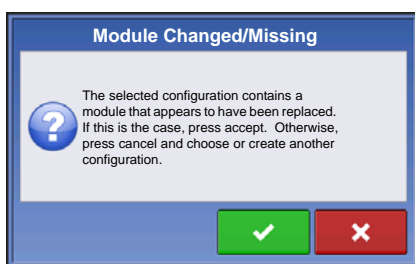 Module Changed/Missing
The selected configuration contains a
module that appears to have been replaced.
If this is the case, press accept.  Otherwise,
press cancel and choose or create another
configuration.